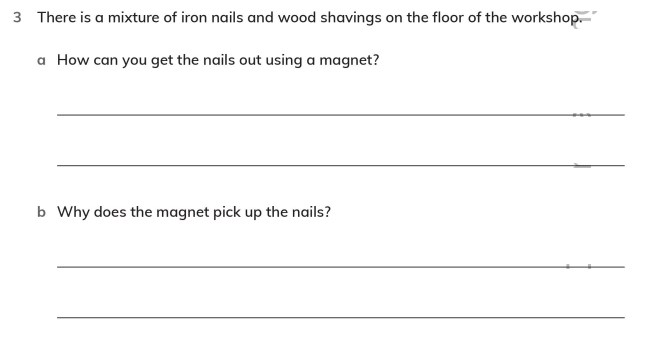 3 There is a mixture of iron nails and wood shavings on the floor of the workshop.
a How can you get the nails out using a magnet?
b Why does the magnet pick up the nails?